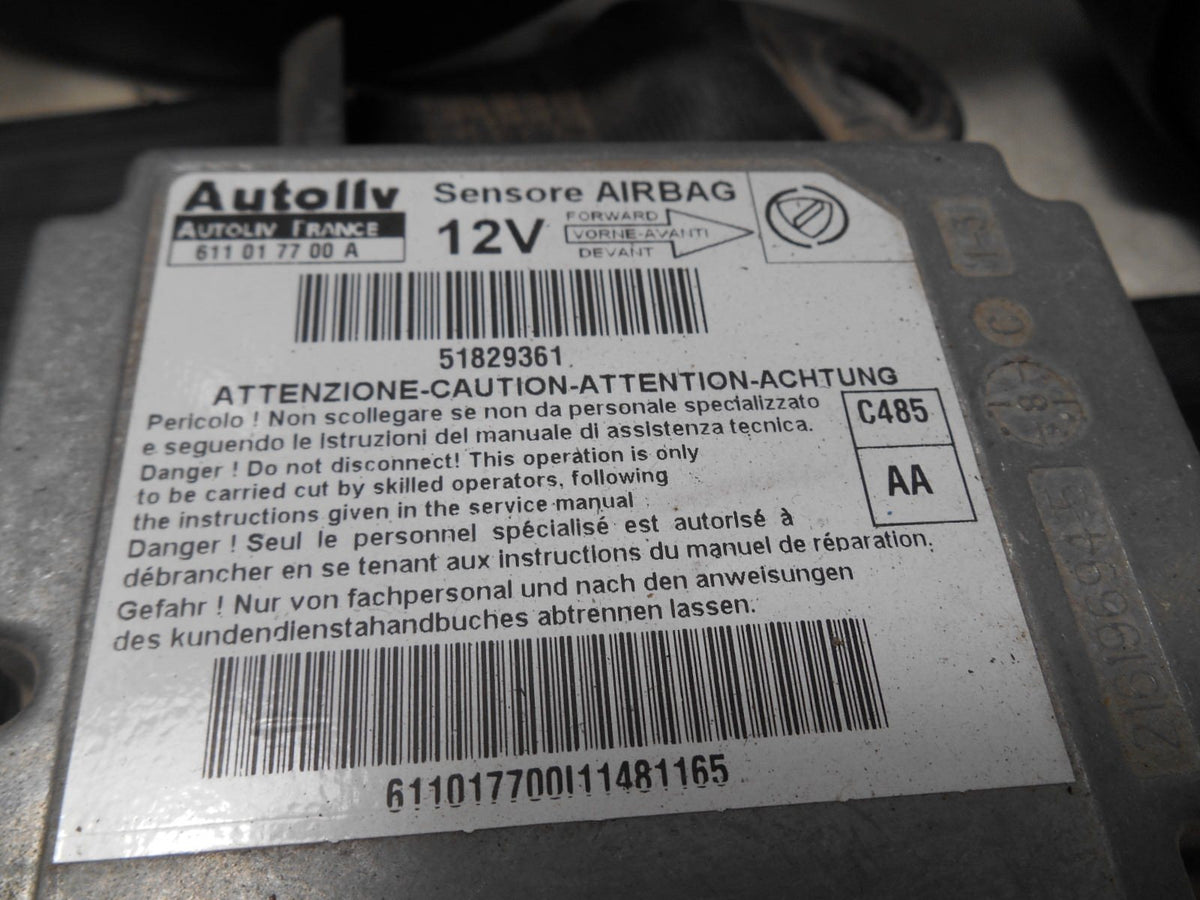 Autoliv
AUTOLIV FRANCE
611 01 77 00 A
Sensore AIRBAG
12V
FORWARD
VORNE-AVANTI
DEVANT
51829361
ATTENZIONE-CAUTION-ATTENTION-ACHTUNG
Pericolo ! Non scollegare se non da personale specializzato
e seguendo le istruzioni del manuale di assistenza tecnica.
Danger ! Do not disconnect! This operation is only
to be carried cut by skilled operators, following
the instructions given in the service manual
Danger ! Seul le personnel spécialisé est autorisé à
débrancher en se tenant aux instructions du manuel de réparation.
Gefahr ! Nur von fachpersonal und nach den anweisungen
des kundendienstahandbuches abtrennen lassen.
C485
AA
611017700I11481165
1-3
C